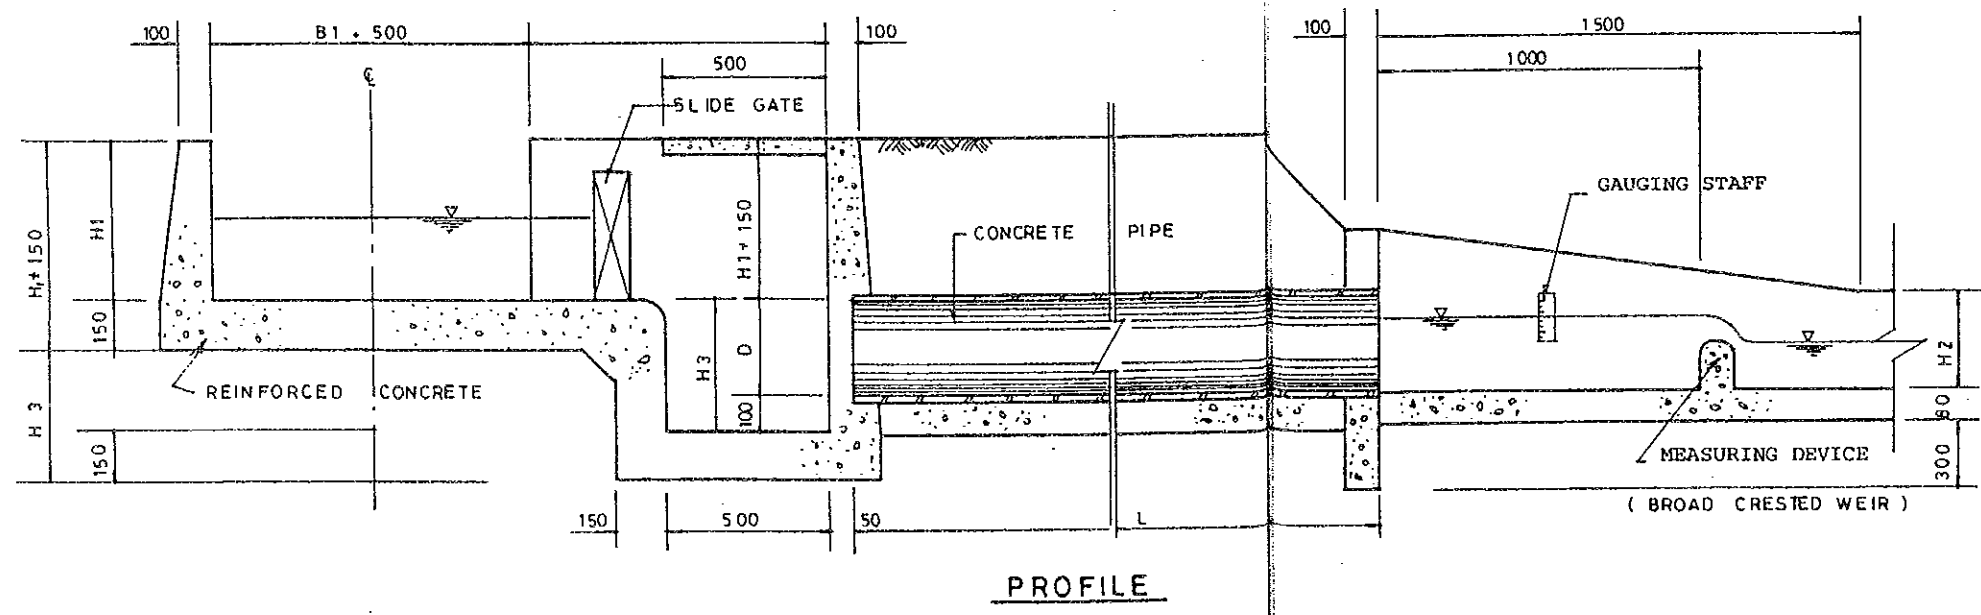 100
B1 + 500
100
100
1500
500
1000
℄
SLIDE GATE
GAUGING STAFF
H1
H1+150
H1+150
CONCRETE PIPE
150
H3
D
H2
REINFORCED CONCRETE
H3
100
80
150
MEASURING DEVICE
300
( BROAD CRESTED WEIR )
150
500
50
L
PROFILE